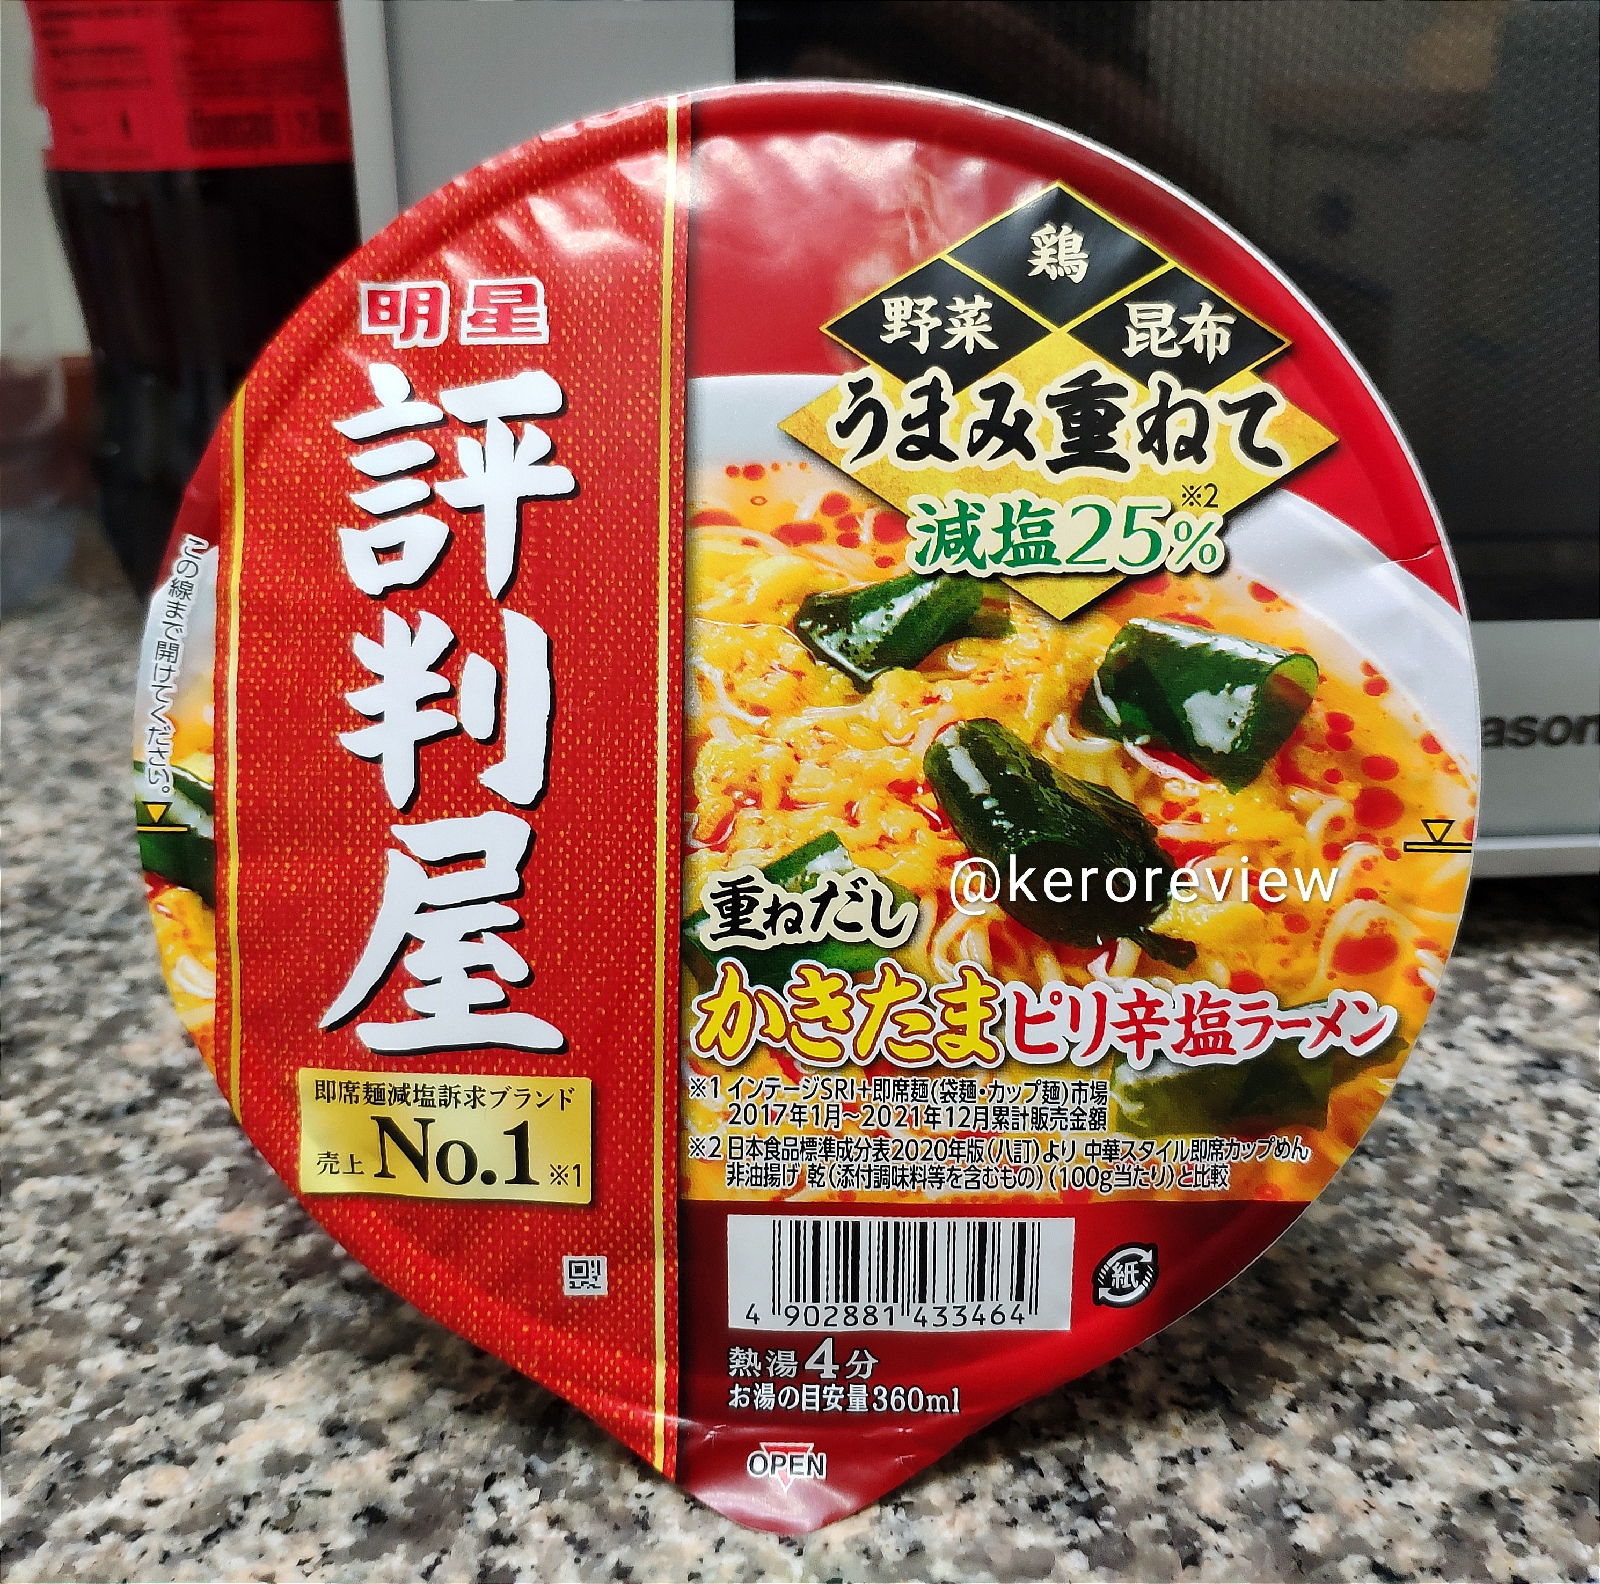 明星
評判屋
即席麺減塩訴求ブランド
売上 No.1 ※1
この線まで開けてください。
鶏
野菜 昆布
うまみ重ねて
減塩25% ※2
@keroreview
重ねだし
かきたまピリ辛塩ラーメン
※1 インテージSRI+即席麺(袋麺・カップ麺)市場
2017年1月~2021年12月累計販売金額
※2 日本食品標準成分表2020年版(八訂)より 中華スタイル即席カップめん
非油揚げ 乾(添付調味料等を含むもの)(100g当たり)と比較
4 902881 433464
紙
熱湯4分
お湯の目安量360ml
OPEN
asoni